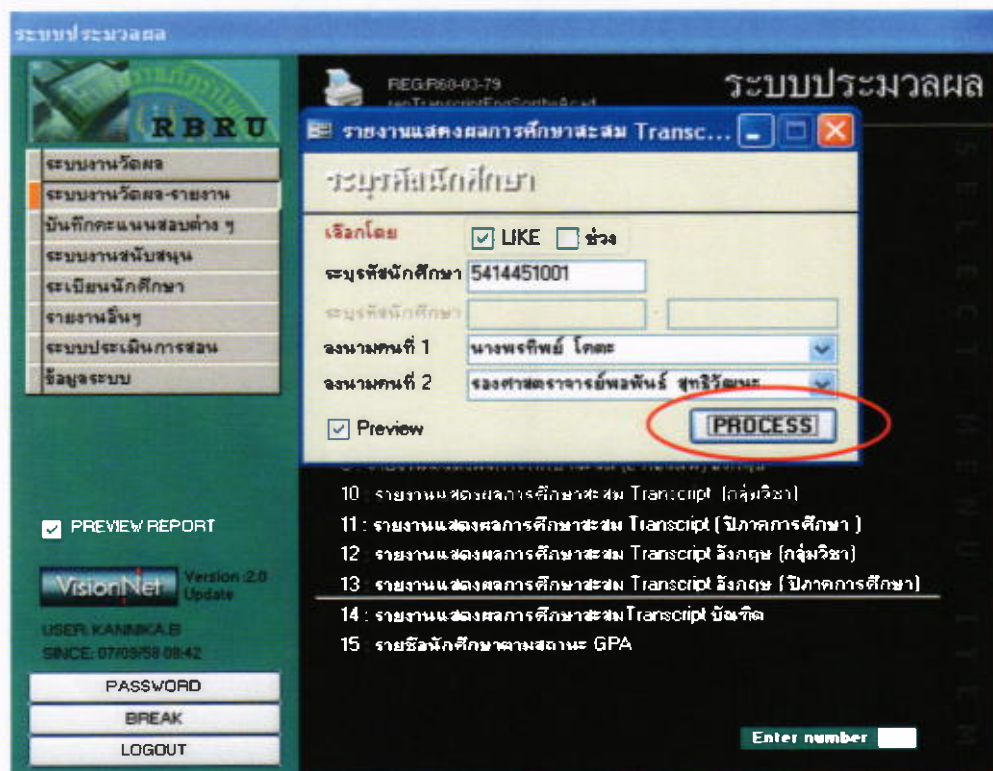 ระบบประมวลผล
RBRU
REG:R60-03-79
ระบบประมวลผล
ระบบงานวัดผล
ระบบงานวัดผล-รายงาน
บันทึกคะแนนสอบต่าง ๆ
ระบบงานสนับสนุน
ระเบียนนักศึกษา
รายงานอื่นๆ
ระบบประเมินการสอน
ข้อมูลระบบ
รายงานแสดงผลการศึกษาสะสม Transc...
ระบุรหัสนักศึกษา
เลือกโดย LIKE ช่วง
ระบุรหัสนักศึกษา 5414451001
ระบุรหัสนักศึกษา -
ลงนามคนที่ 1 นางพรทิพย์ โตตะ
ลงนามคนที่ 2 รองศาสตราจารย์พอพันธ์ สุทธิวัฒนะ
Preview PROCESS
10 : รายงานแสดงผลการศึกษาสะสม Transcript (กลุ่มวิชา)
11 : รายงานแสดงผลการศึกษาสะสม Transcript ( ปีภาคการศึกษา )
12 : รายงานแสดงผลการศึกษาสะสม Transcript อังกฤษ (กลุ่มวิชา)
13 : รายงานแสดงผลการศึกษาสะสม Transcript อังกฤษ ( ปีภาคการศึกษา)
14 : รายงานแสดงผลการศึกษาสะสมTranscript บัณฑิต
15 : รายชื่อนักศึกษาตามสถานะ GPA
PREVIEW REPORT
VisionNet Version :2.0
Update
USER: KANNIKA.B
SINCE: 07/09/58 08:42
PASSWORD
BREAK
LOGOUT
Enter number